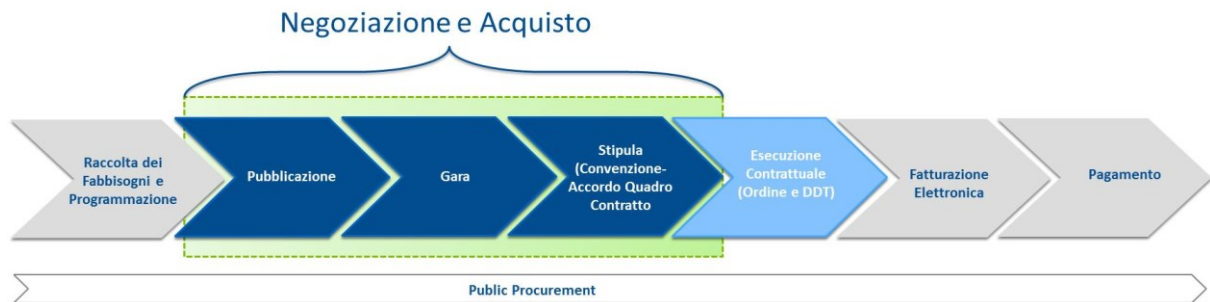 Negoziazione e Acquisto
Raccolta dei
Fabbisogni e
Programmazione
Pubblicazione
Gara
Stipula
(Convenzione-
Accordo Quadro
Contratto
Esecuzione
Contrattuale
(Ordine e DDT)
Fatturazione
Elettronica
Pagamento
Public Procurement